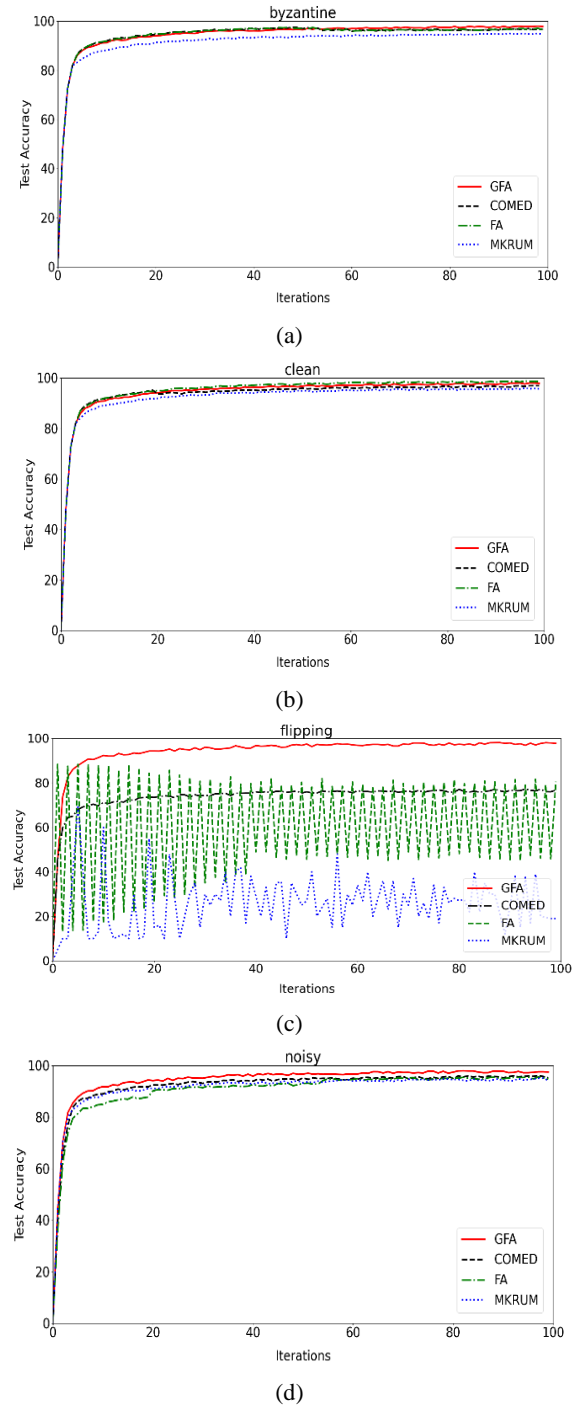 byzantine
100
80
60
40
20
0
Test Accuracy
GFA
COMED
FA
MKRUM
0 20 40 60 80 100
Iterations
(a)
clean
100
80
60
40
20
0
Test Accuracy
GFA
COMED
FA
MKRUM
0 20 40 60 80 100
Iterations
(b)
flipping
100
80
60
40
20
0
Test Accuracy
GFA
COMED
FA
MKRUM
0 20 40 60 80 100
Iterations
(c)
noisy
100
80
60
40
20
0
Test Accuracy
GFA
COMED
FA
MKRUM
0 20 40 60 80 100
Iterations
(d)